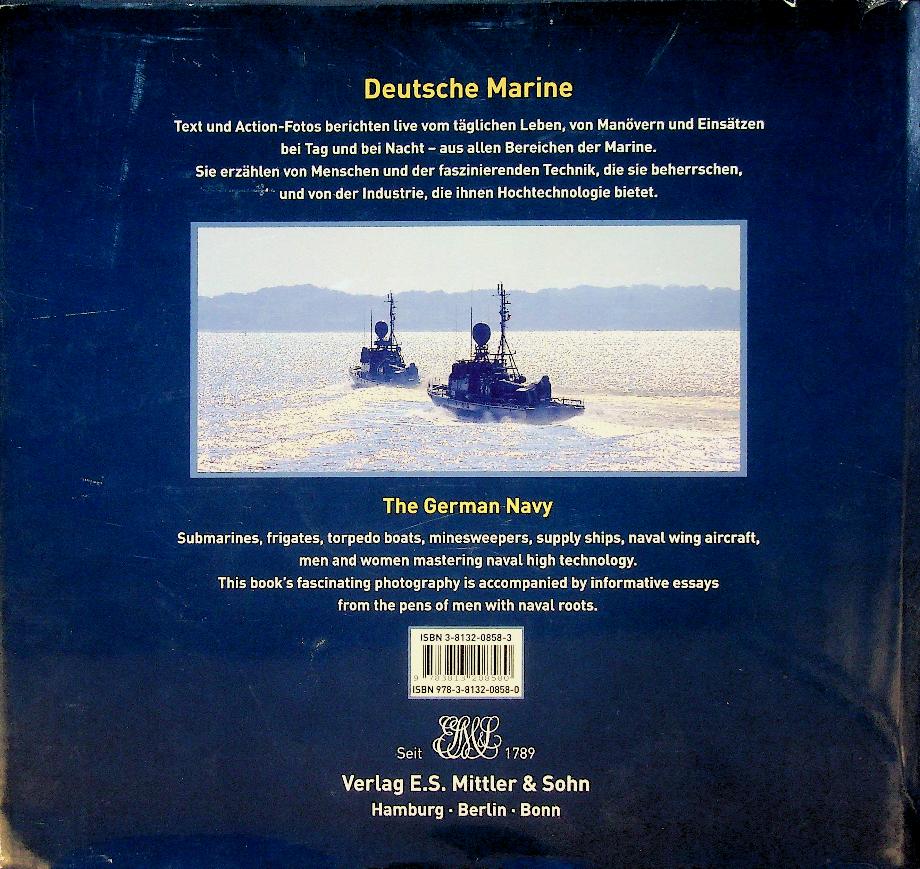 Deutsche Marine
Text und Action-Fotos berichten live vom täglichen Leben, von Manövern und Einsätzen
bei Tag und bei Nacht – aus allen Bereichen der Marine.
Sie erzählen von Menschen und der faszinierenden Technik, die sie beherrschen,
und von der Industrie, die ihnen Hochtechnologie bietet.
The German Navy
Submarines, frigates, torpedo boats, minesweepers, supply ships, naval wing aircraft,
men and women mastering naval high technology.
This book's fascinating photography is accompanied by informative essays
from the pens of men with naval roots.
ISBN 3-8132-0858-3
9 783813 208580
ISBN 978-3-8132-0858-0
Seit 1789
Verlag E.S. Mittler & Sohn
Hamburg · Berlin · Bonn